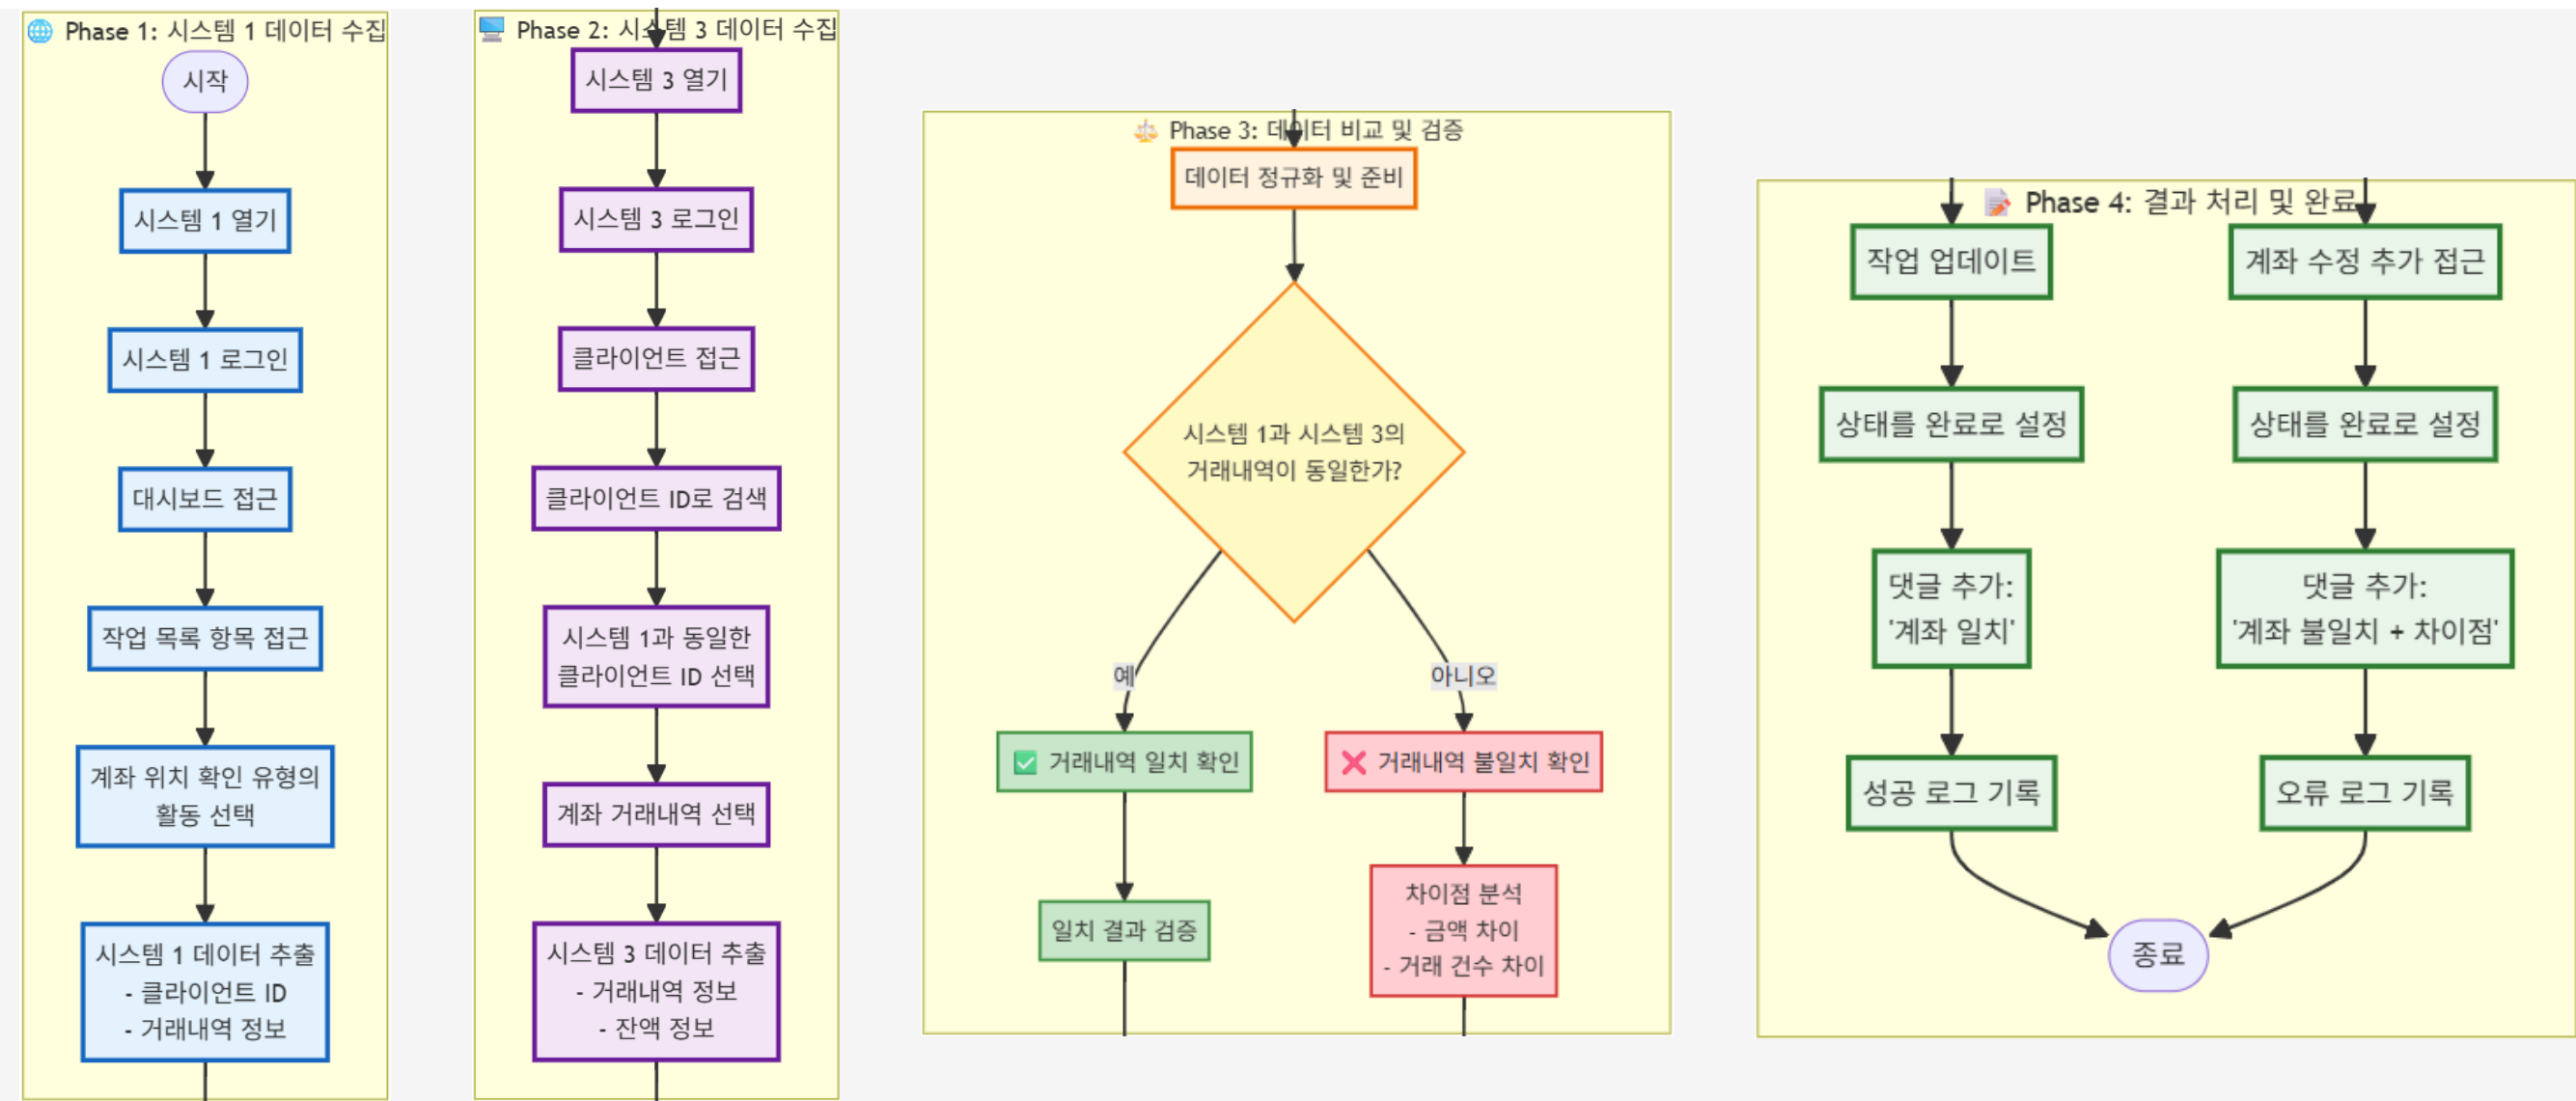 🌐 Phase 1: 시스템 1 데이터 수집
시작
시스템 1 열기
시스템 1 로그인
대시보드 접근
작업 목록 항목 접근
계좌 위치 확인 유형의
활동 선택
시스템 1 데이터 추출
- 클라이언트 ID
- 거래내역 정보
🖥️ Phase 2: 시스템 3 데이터 수집
시스템 3 열기
시스템 3 로그인
클라이언트 접근
클라이언트 ID로 검색
시스템 1과 동일한
클라이언트 ID 선택
계좌 거래내역 선택
시스템 3 데이터 추출
- 거래내역 정보
- 잔액 정보
⚖️ Phase 3: 데이터 비교 및 검증
데이터 정규화 및 준비
시스템 1과 시스템 3의
거래내역이 동일한가?
예
아니오
✅ 거래내역 일치 확인
❌ 거래내역 불일치 확인
일치 결과 검증
차이점 분석
- 금액 차이
- 거래 건수 차이
📝 Phase 4: 결과 처리 및 완료
작업 업데이트
계좌 수정 추가 접근
상태를 완료로 설정
상태를 완료로 설정
댓글 추가:
'계좌 일치'
댓글 추가:
'계좌 불일치 + 차이점'
성공 로그 기록
오류 로그 기록
종료